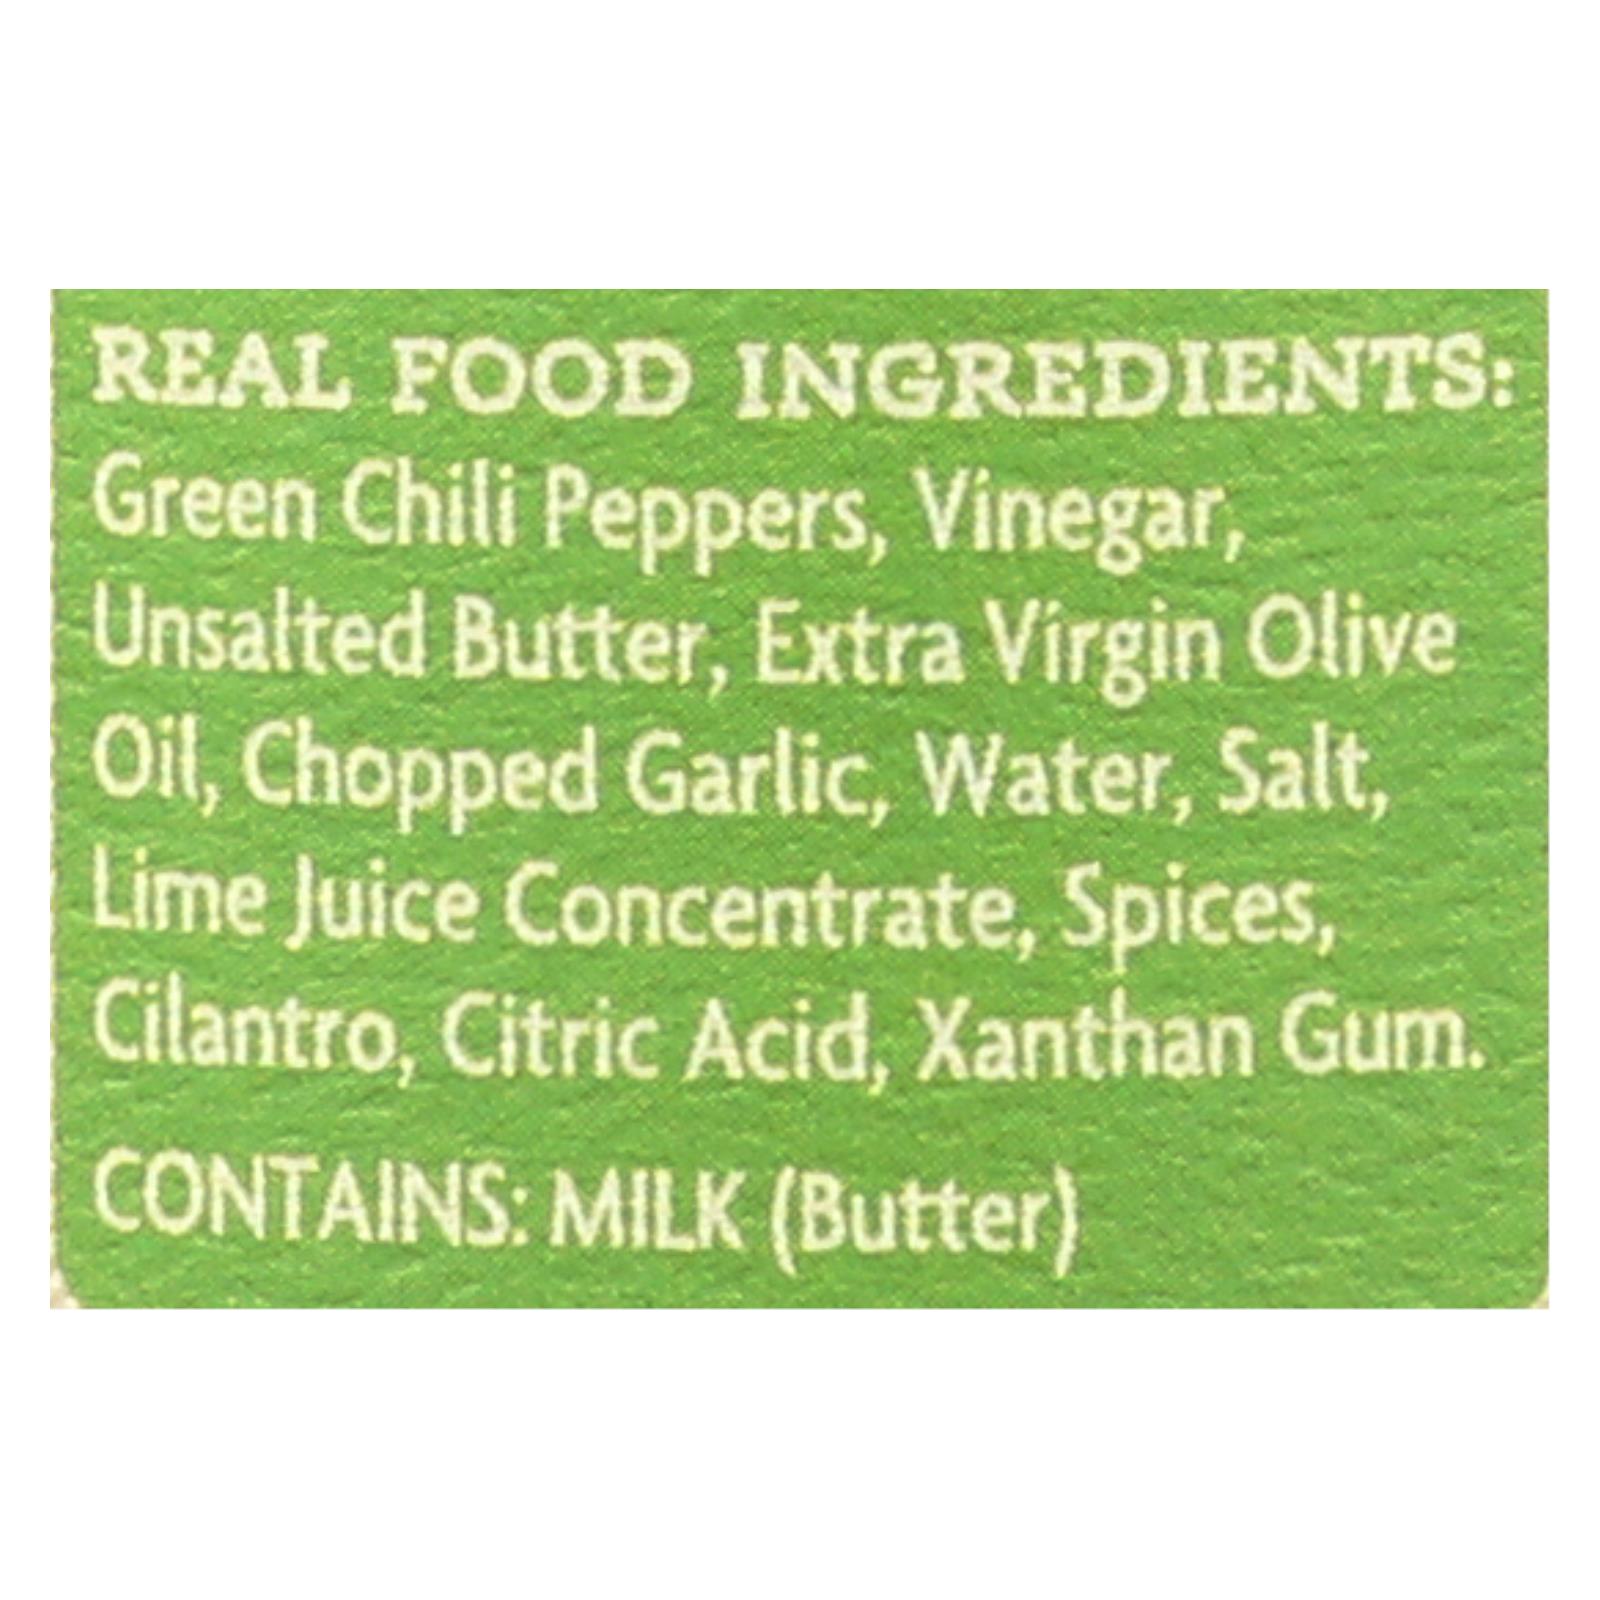 REAL FOOD INGREDIENTS:
Green Chili Peppers, Vinegar,
Unsalted Butter, Extra Virgin Olive
Oil, Chopped Garlic, Water, Salt,
Lime Juice Concentrate, Spices,
Cilantro, Citric Acid, Xanthan Gum.
CONTAINS: MILK (Butter)